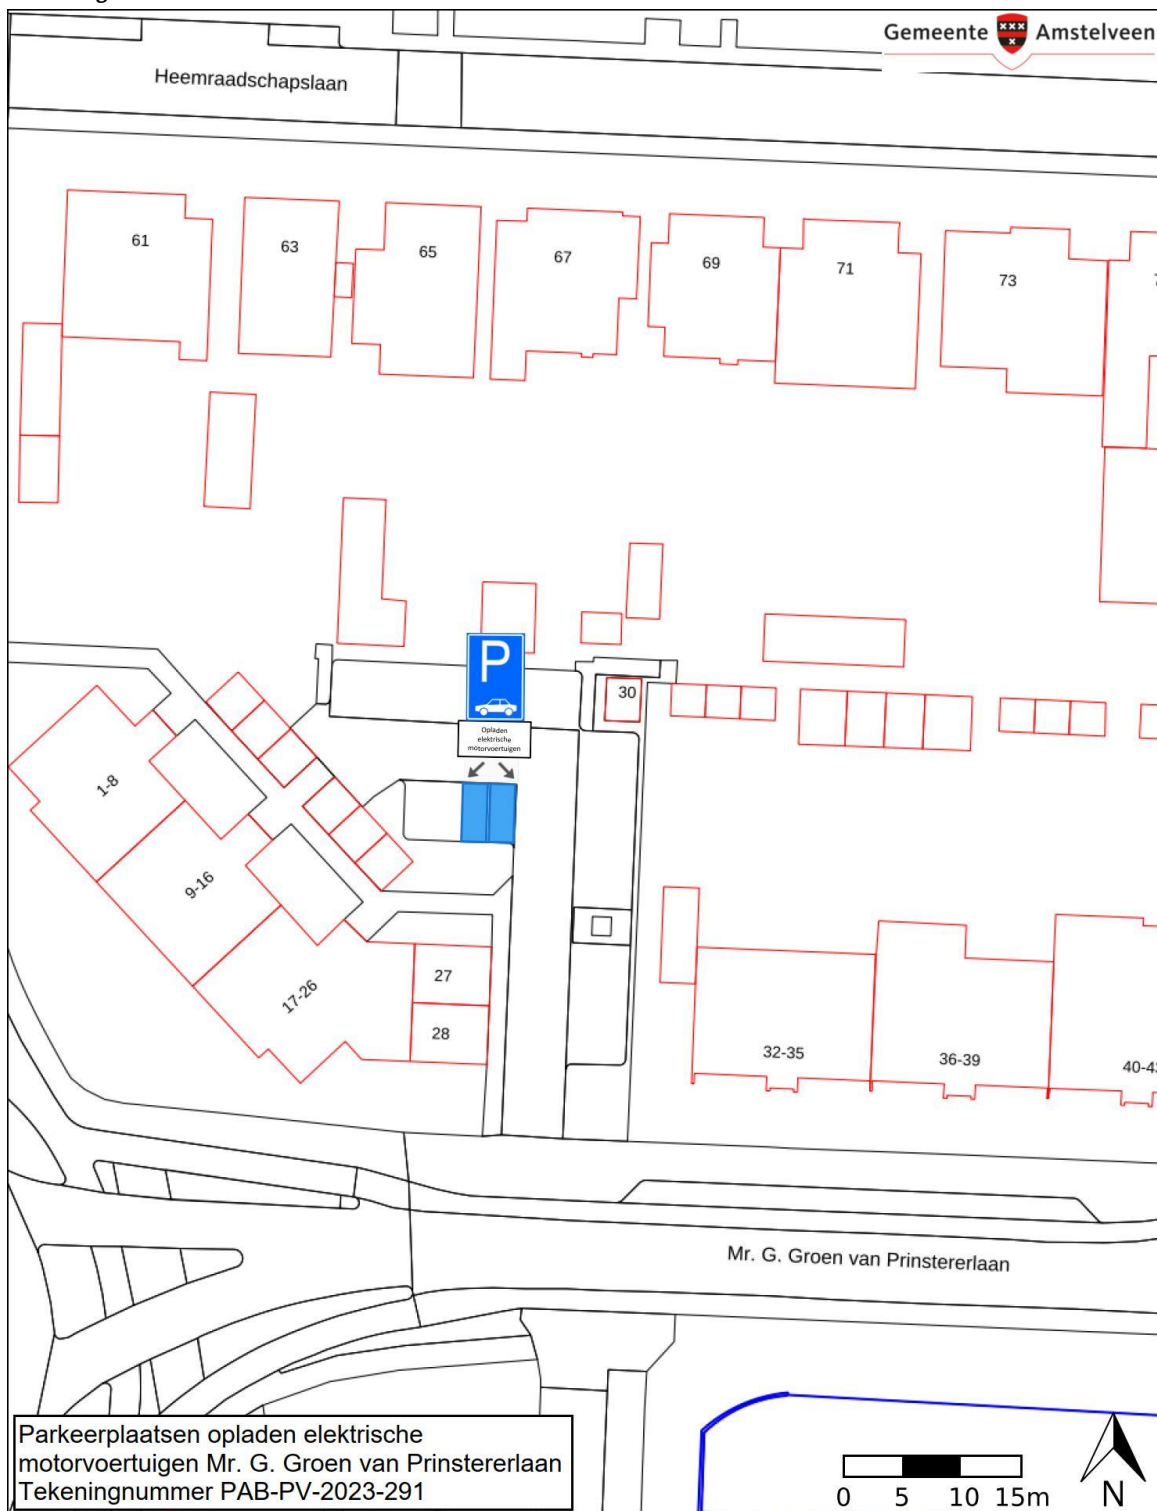 Gemeente Amstelveen
Heemraadschapslaan
61
63
65
67
69
71
73
P
Opladen
elektrische
motorvoertuigen
30
1-8
9-16
17-26
27
28
32-35
36-39
Mr. G. Groen van Prinstererlaan
Parkeerplaatsen opladen elektrische
motorvoertuigen Mr. G. Groen van Prinstererlaan
Tekeningnummer PAB-PV-2023-291
0 5 10 15m
N